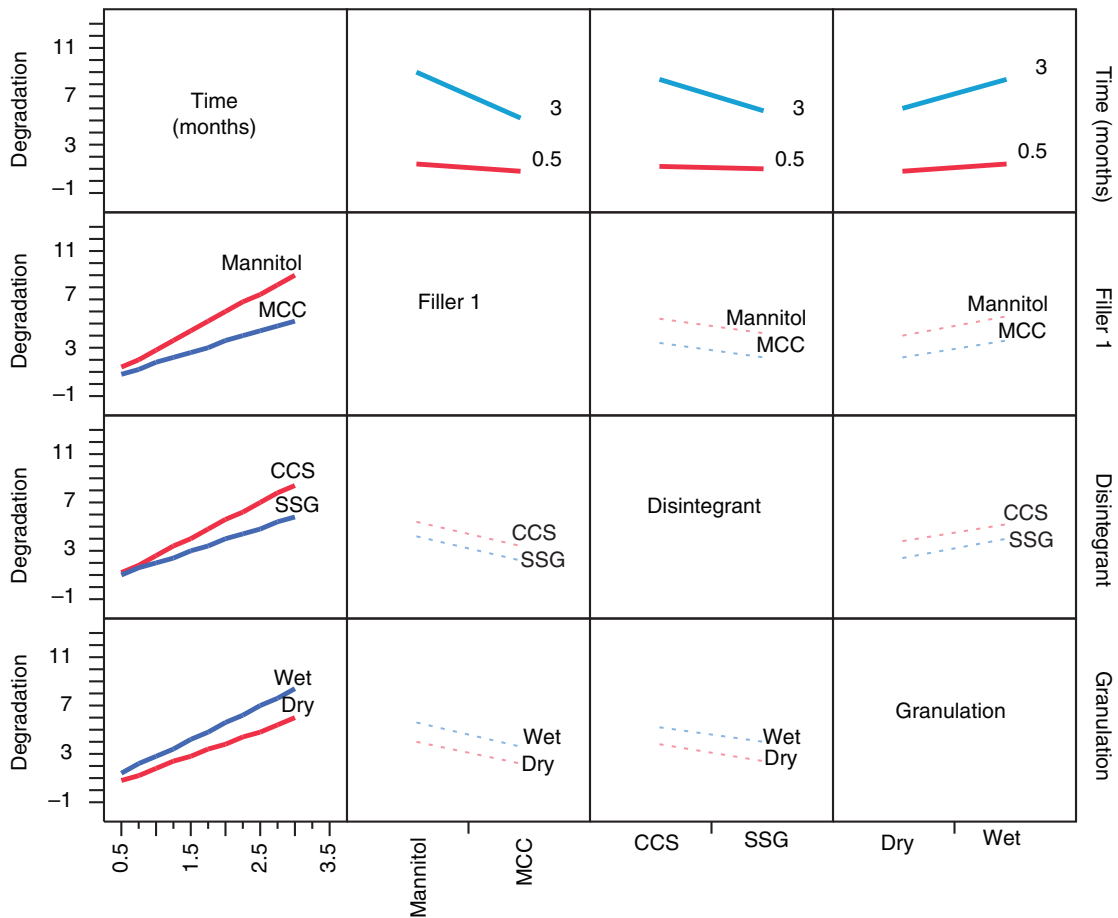 Degradation
11
7
3
–1
Time
(months)
3
0.5
3
0.5
3
0.5
Time (months)
Degradation
11
7
3
–1
Mannitol
MCC
Filler 1
Mannitol
MCC
Mannitol
MCC
Filler 1
Degradation
11
7
3
–1
CCS
SSG
CCS
SSG
Disintegrant
CCS
SSG
Disintegrant
Degradation
11
7
3
–1
Wet
Dry
Wet
Dry
Wet
Dry
Granulation
Granulation
0.5
1.5
2.5
3.5
Mannitol
MCC
CCS
SSG
Dry
Wet